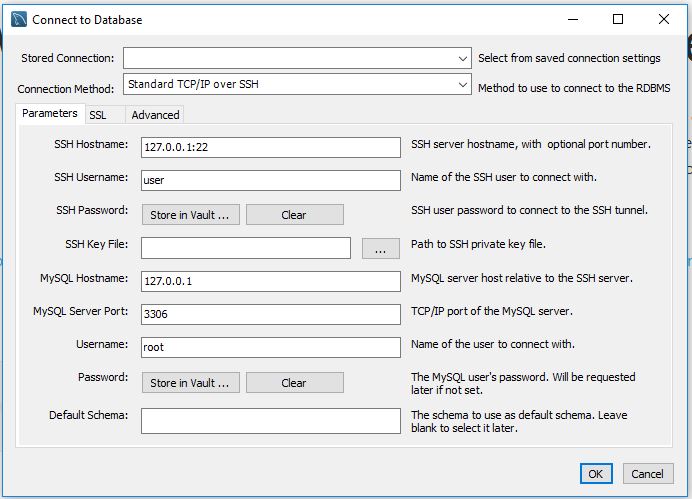 Connect to Database
Stored Connection: Select from saved connection settings
Connection Method: Standard TCP/IP over SSH Method to use to connect to the RDBMS
Parameters SSL Advanced
SSH Hostname: 127.0.0.1:22 SSH server hostname, with optional port number.
SSH Username: user Name of the SSH user to connect with.
SSH Password: Store in Vault ... Clear SSH user password to connect to the SSH tunnel.
SSH Key File: ... Path to SSH private key file.
MySQL Hostname: 127.0.0.1 MySQL server host relative to the SSH server.
MySQL Server Port: 3306 TCP/IP port of the MySQL server.
Username: root Name of the user to connect with.
Password: Store in Vault ... Clear The MySQL user's password. Will be requested
later if not set.
Default Schema: The schema to use as default schema. Leave
blank to select it later.
OK Cancel